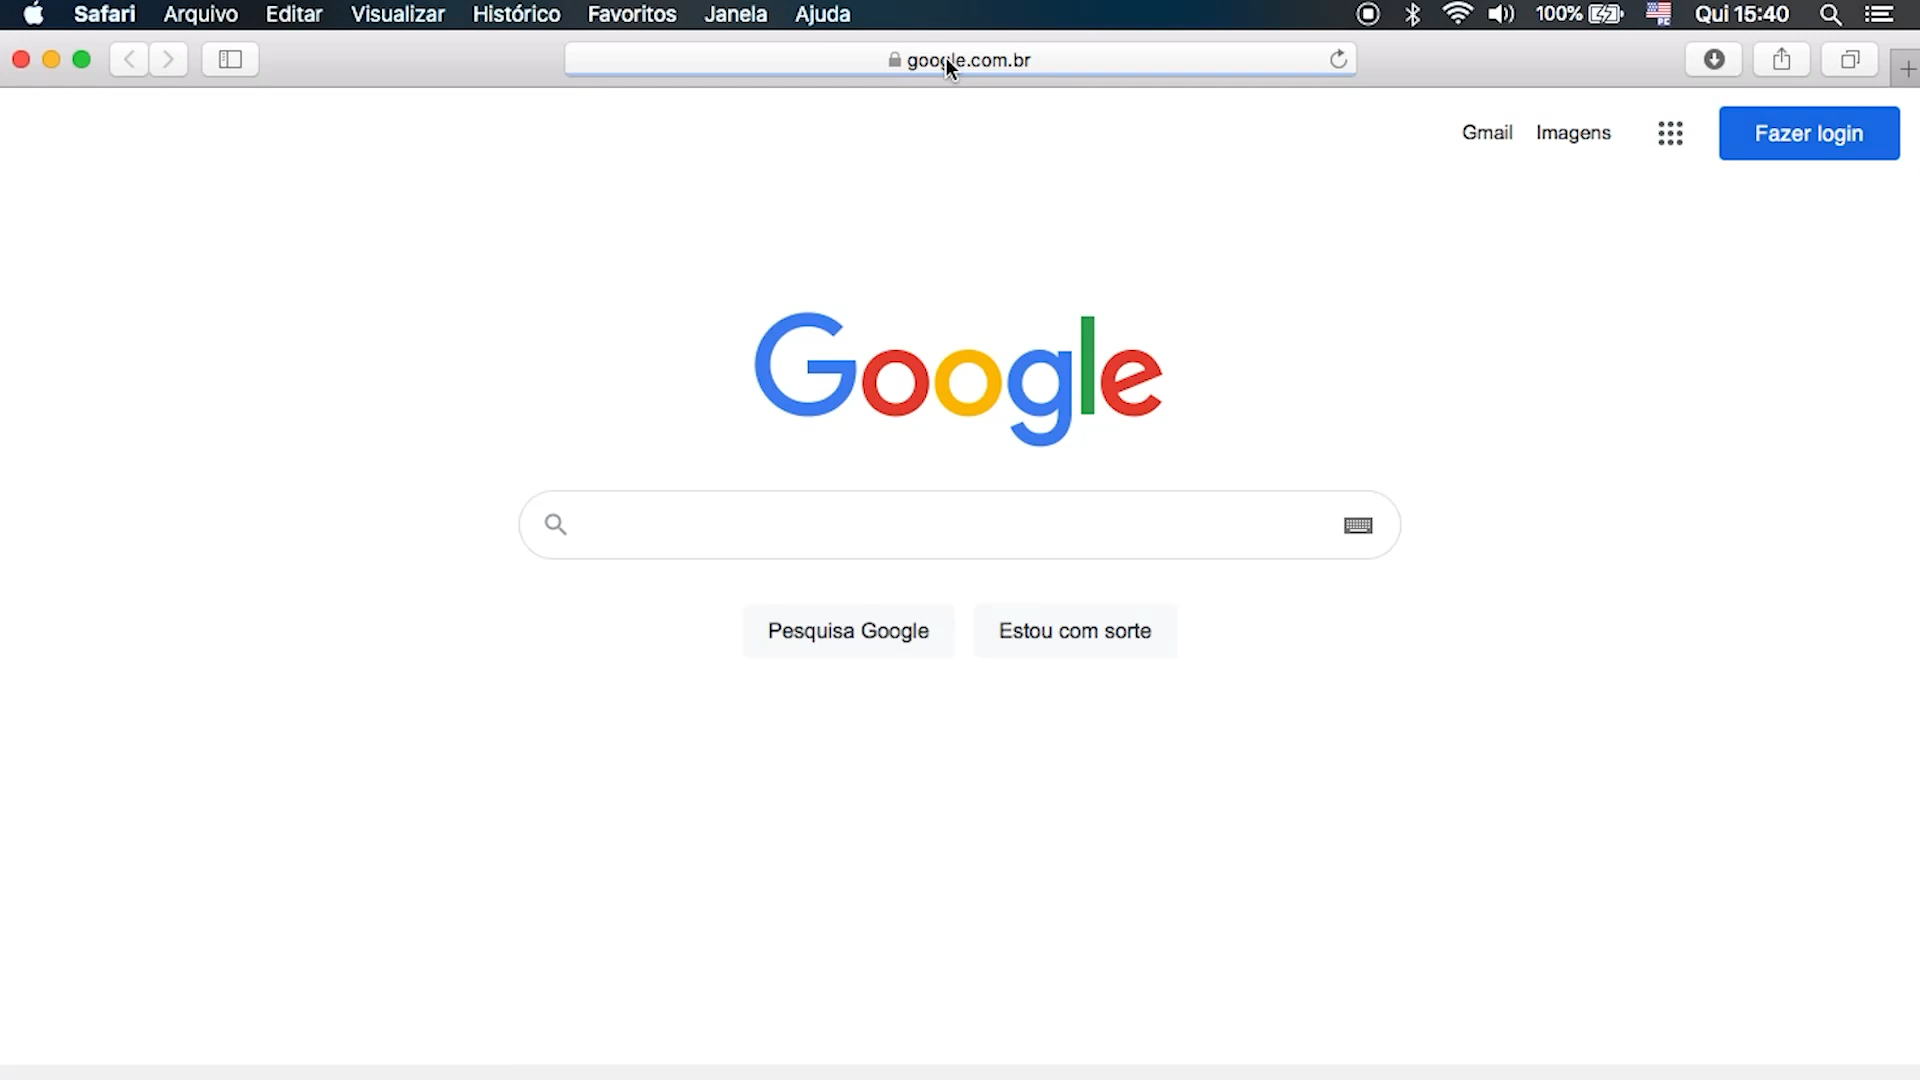 Safari Arquivo Editar Visualizar Histórico Favoritos Janela Ajuda 100% Qui 15:40
google.com.br
Gmail Imagens Fazer login
Google
Pesquisa Google Estou com sorte